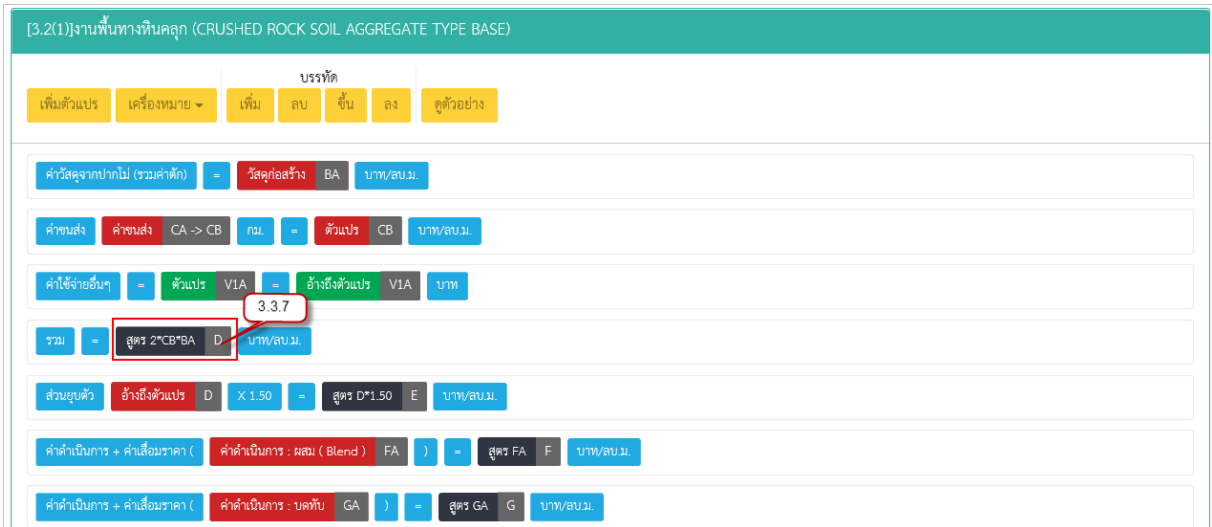 [3.2(1)]งานพื้นทางหินคลุก (CRUSHED ROCK SOIL AGGREGATE TYPE BASE)
บรรทัด
เพิ่มตัวแปร เครื่องหมาย เพิ่ม ลบ ขึ้น ลง ดูตัวอย่าง
ค่าวัสดุจากปากโม่ (รวมค่าตัก) = วัสดุก่อสร้าง BA บาท/ลบ.ม.
ค่าขนส่ง ค่าขนส่ง CA -> CB กม. = ตัวแปร CB บาท/ลบ.ม.
ค่าใช้จ่ายอื่นๆ = ตัวแปร V1A = อ้างถึงตัวแปร V1A บาท
3.3.7
รวม = สูตร 2*CB*BA D บาท/ลบ.ม.
ส่วนยุบตัว อ้างถึงตัวแปร D X 1.50 = สูตร D*1.50 E บาท/ลบ.ม.
ค่าดำเนินการ + ค่าเสื่อมราคา ( ค่าดำเนินการ : ผสม ( Blend ) FA ) = สูตร FA F บาท/ลบ.ม.
ค่าดำเนินการ + ค่าเสื่อมราคา ( ค่าดำเนินการ : บดทับ GA ) = สูตร GA G บาท/ลบ.ม.